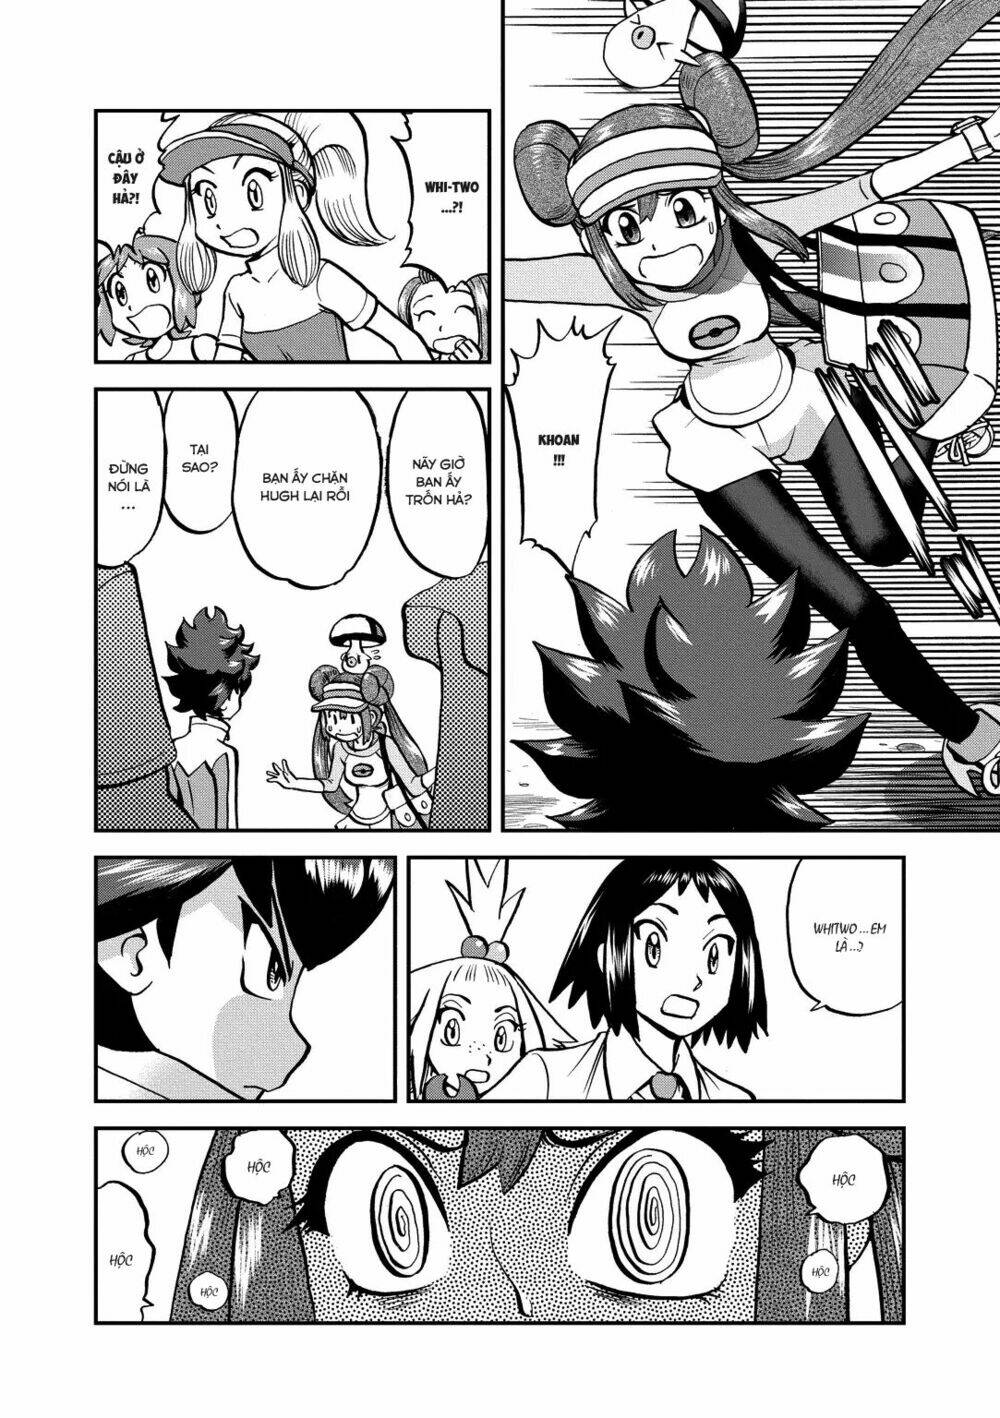 KHOAN
!!!
WHI-TWO
...?!
CẬU Ở
ĐÂY
HẢ?!
NÃY GIỜ
BAN ẤY
TRỐN HẢ?
BẠN ẤY CHẶN
HUGH LẠI RỒI
TẠI
SAO?
ĐỪNG
NÓI LÀ
...
WHITWO ...EM
LÀ ...?
HỘC
HỘC
HỘC
HỘC
HỘC
HỘC